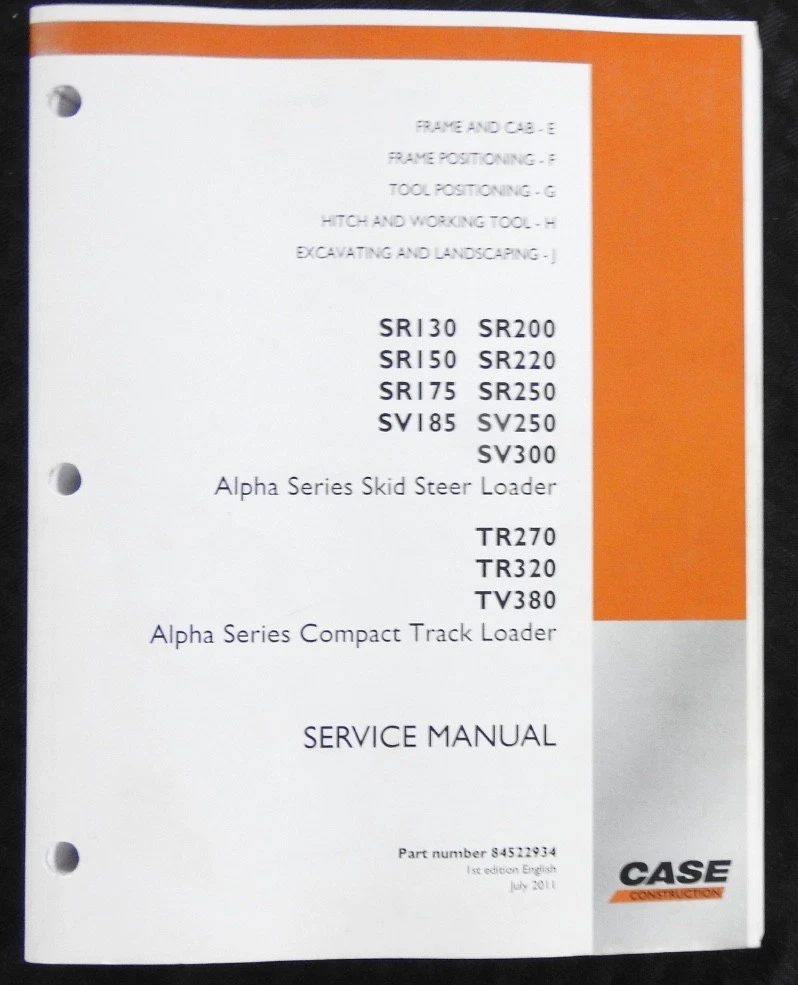 FRAME AND CAB - E
FRAME POSITIONING - F
TOOL POSITIONING - G
HITCH AND WORKING TOOL - H
EXCAVATING AND LANDSCAPING - J
SR130 SR200
SR150 SR220
SR175 SR250
SV185 SV250
SV300
Alpha Series Skid Steer Loader
TR270
TR320
TV380
Alpha Series Compact Track Loader
SERVICE MANUAL
Part number 84522934
1st edition English
July 2011
CASE
CONSTRUCTION